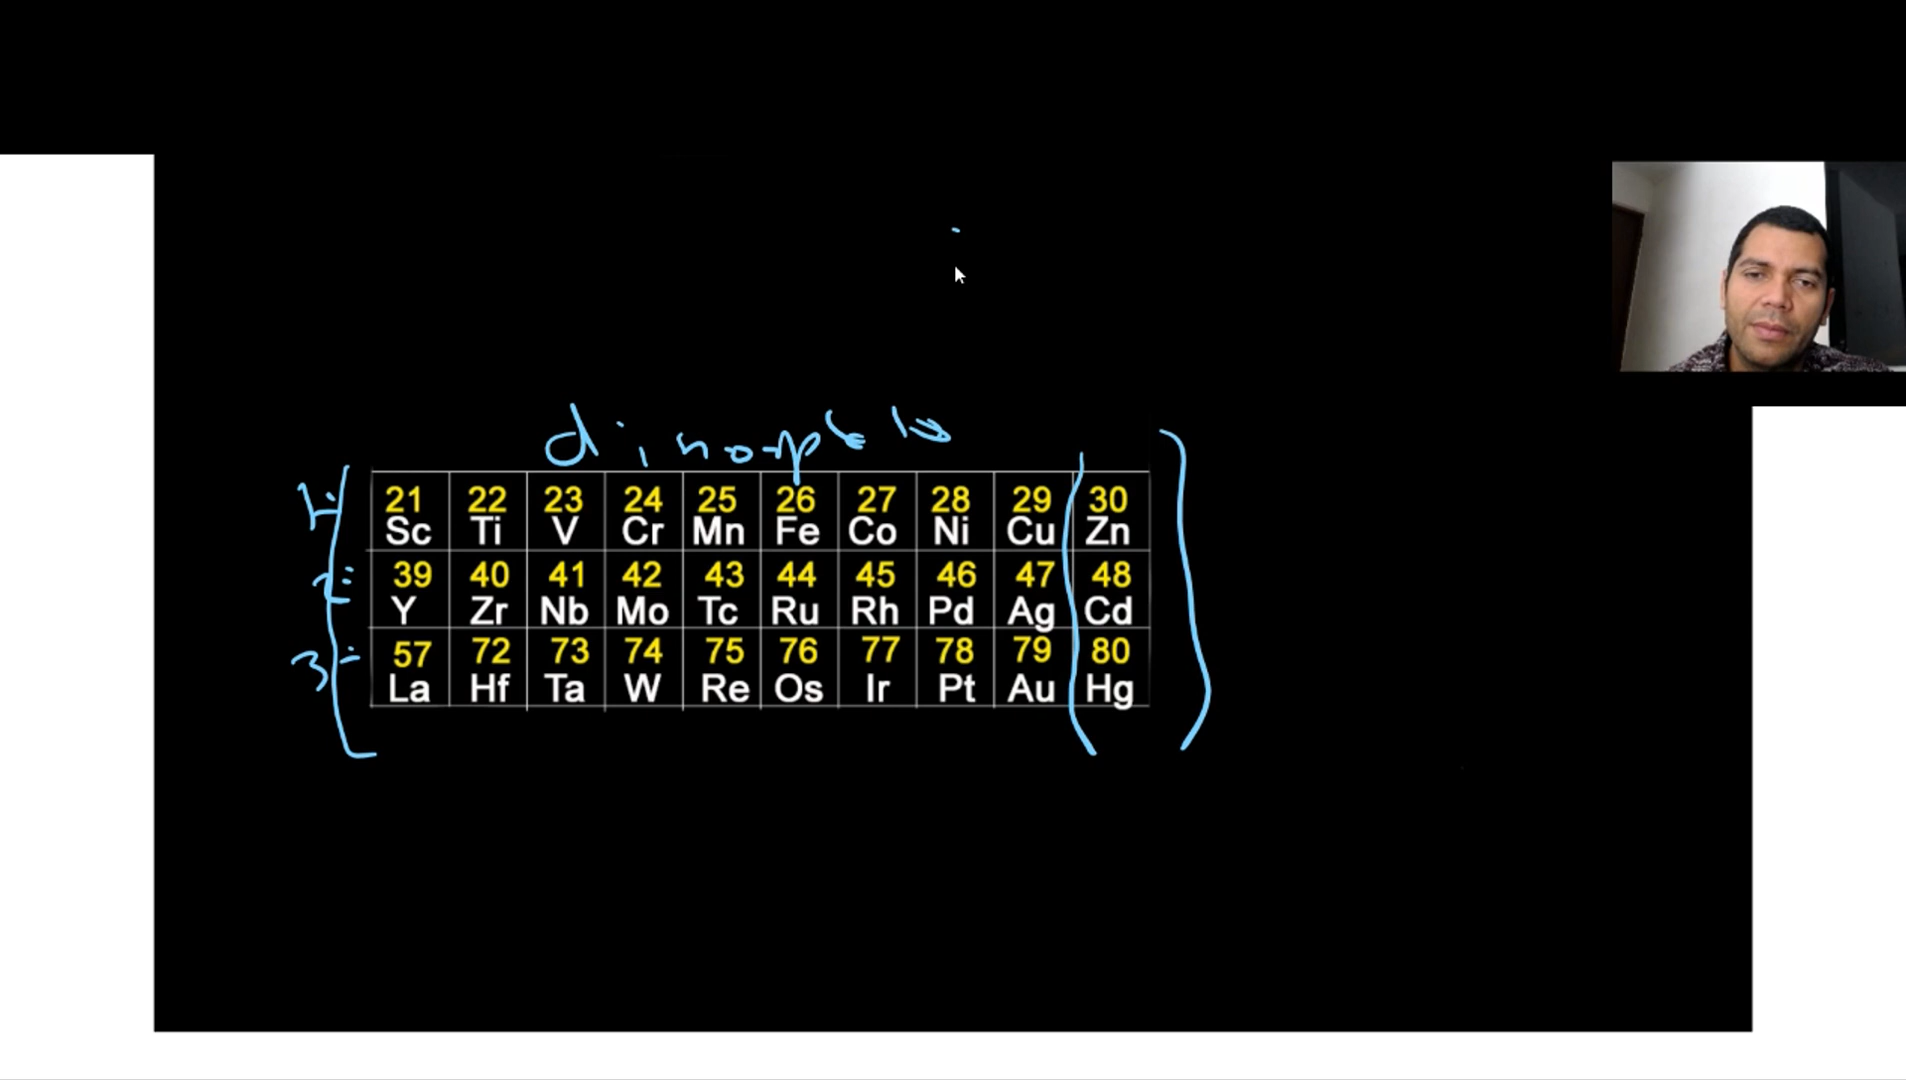 1:
2:
3:
21 22 23 24 25 26 27 28 29 30
Sc Ti V Cr Mn Fe Co Ni Cu Zn
39 40 41 42 43 44 45 46 47 48
Y Zr Nb Mo Tc Ru Rh Pd Ag Cd
57 72 73 74 75 76 77 78 79 80
La Hf Ta W Re Os Ir Pt Au Hg